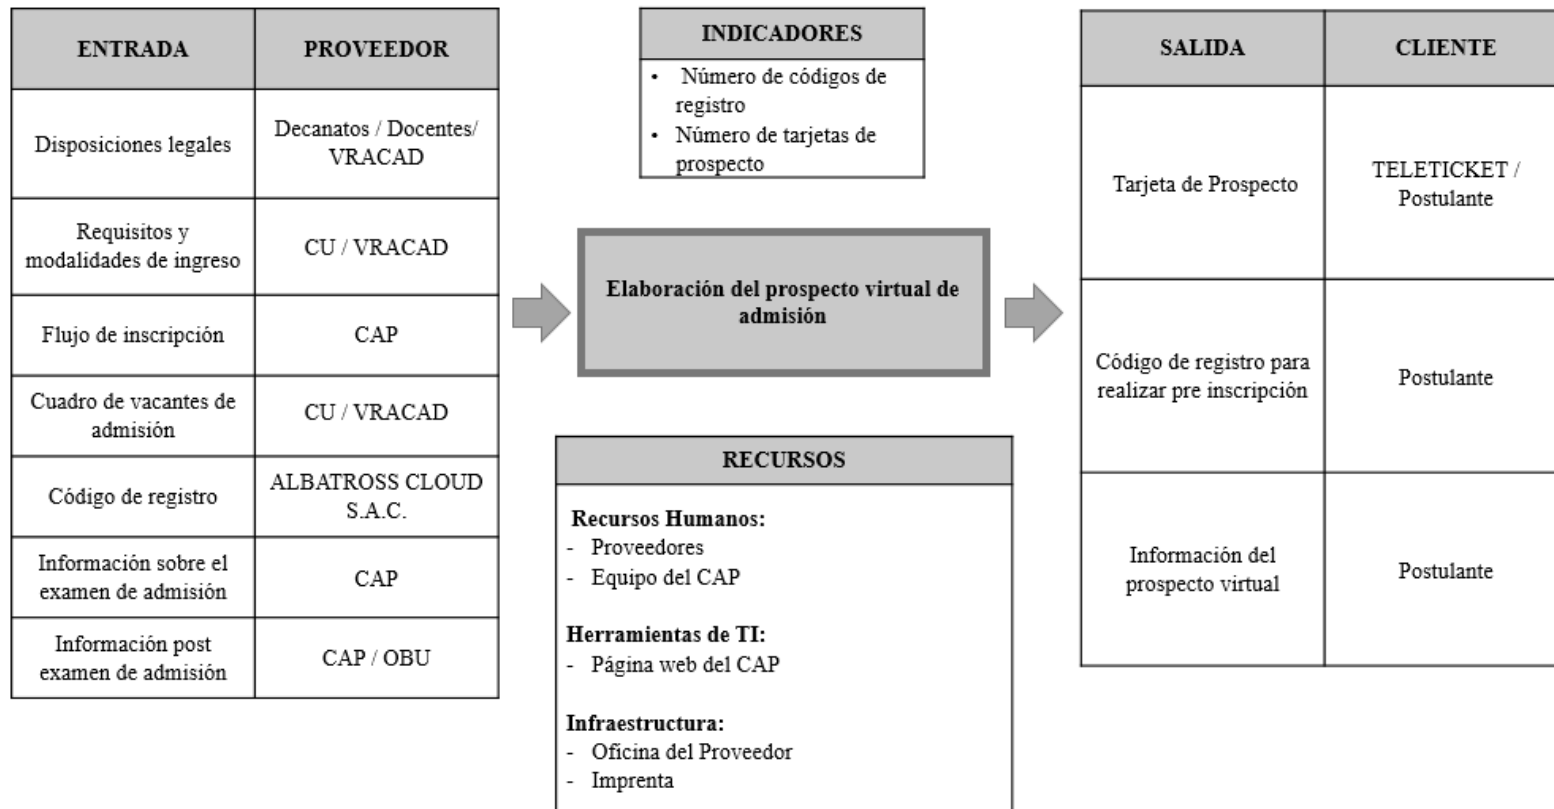 ENTRADA
PROVEEDOR
Disposiciones legales
Decanatos / Docentes/
VRACAD
Requisitos y
modalidades de ingreso
CU / VRACAD
Flujo de inscripción
CAP
Cuadro de vacantes de
admisión
CU / VRACAD
Código de registro
ALBATROSS CLOUD
S.A.C.
Información sobre el
examen de admisión
CAP
Información post
examen de admisión
CAP / OBU
INDICADORES
• Número de códigos de
registro
• Número de tarjetas de
prospecto
Elaboración del prospecto virtual de
admisión
RECURSOS
Recursos Humanos:
- Proveedores
- Equipo del CAP
Herramientas de TI:
- Página web del CAP
Infraestructura:
- Oficina del Proveedor
- Imprenta
SALIDA
CLIENTE
Tarjeta de Prospecto
TELETICKET /
Postulante
Código de registro para
realizar pre inscripción
Postulante
Información del
prospecto virtual
Postulante